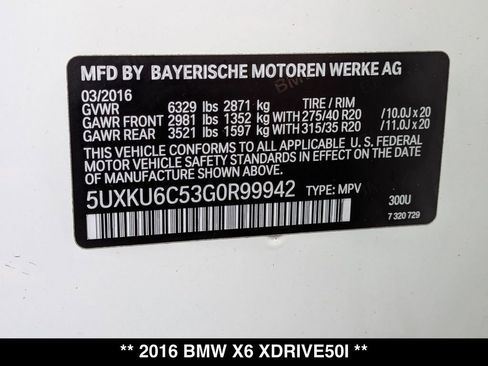 MFD BY BAYERISCHE MOTOREN WERKE AG
03/2016
GVWR 6329 lbs 2871 kg TIRE / RIM
GAWR FRONT 2981 lbs 1352 kg WITH 275/40 R20 /10.0J x 20
GAWR REAR 3521 lbs 1597 kg WITH 315/35 R20 /11.0J x 20
THIS VEHICLE CONFORMS TO ALL APPLICABLE U.S.
FEDERAL MOTOR VEHICLE SAFETY
STANDARDS IN EFFECT ON THE DATE OF
MANUFACTURE SHOWN ABOVE.
5UXKU6C53G0R99942 TYPE: MPV
300U
7 320 729
** 2016 BMW X6 XDRIVE50I **